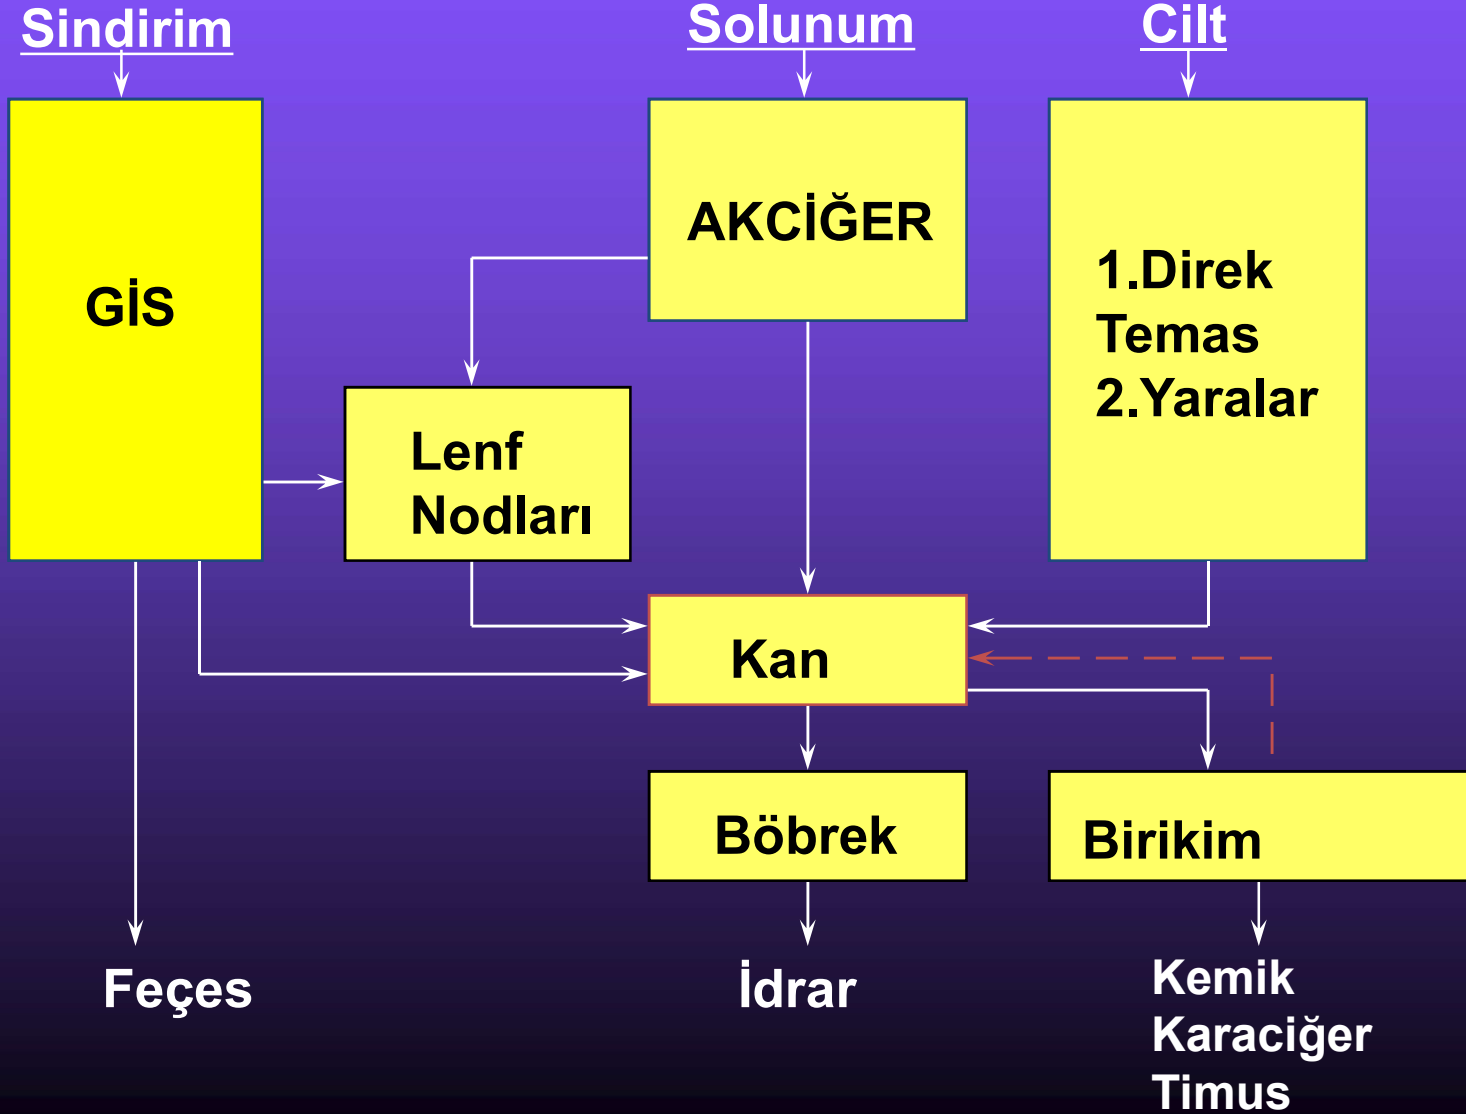 Sindirim
Solunum
Cilt
GİS
AKCİĞER
1.Direk
Temas
2.Yaralar
Lenf
Nodları
Kan
Böbrek
Birikim
Feçes
İdrar
Kemik
Karaciğer
Timus